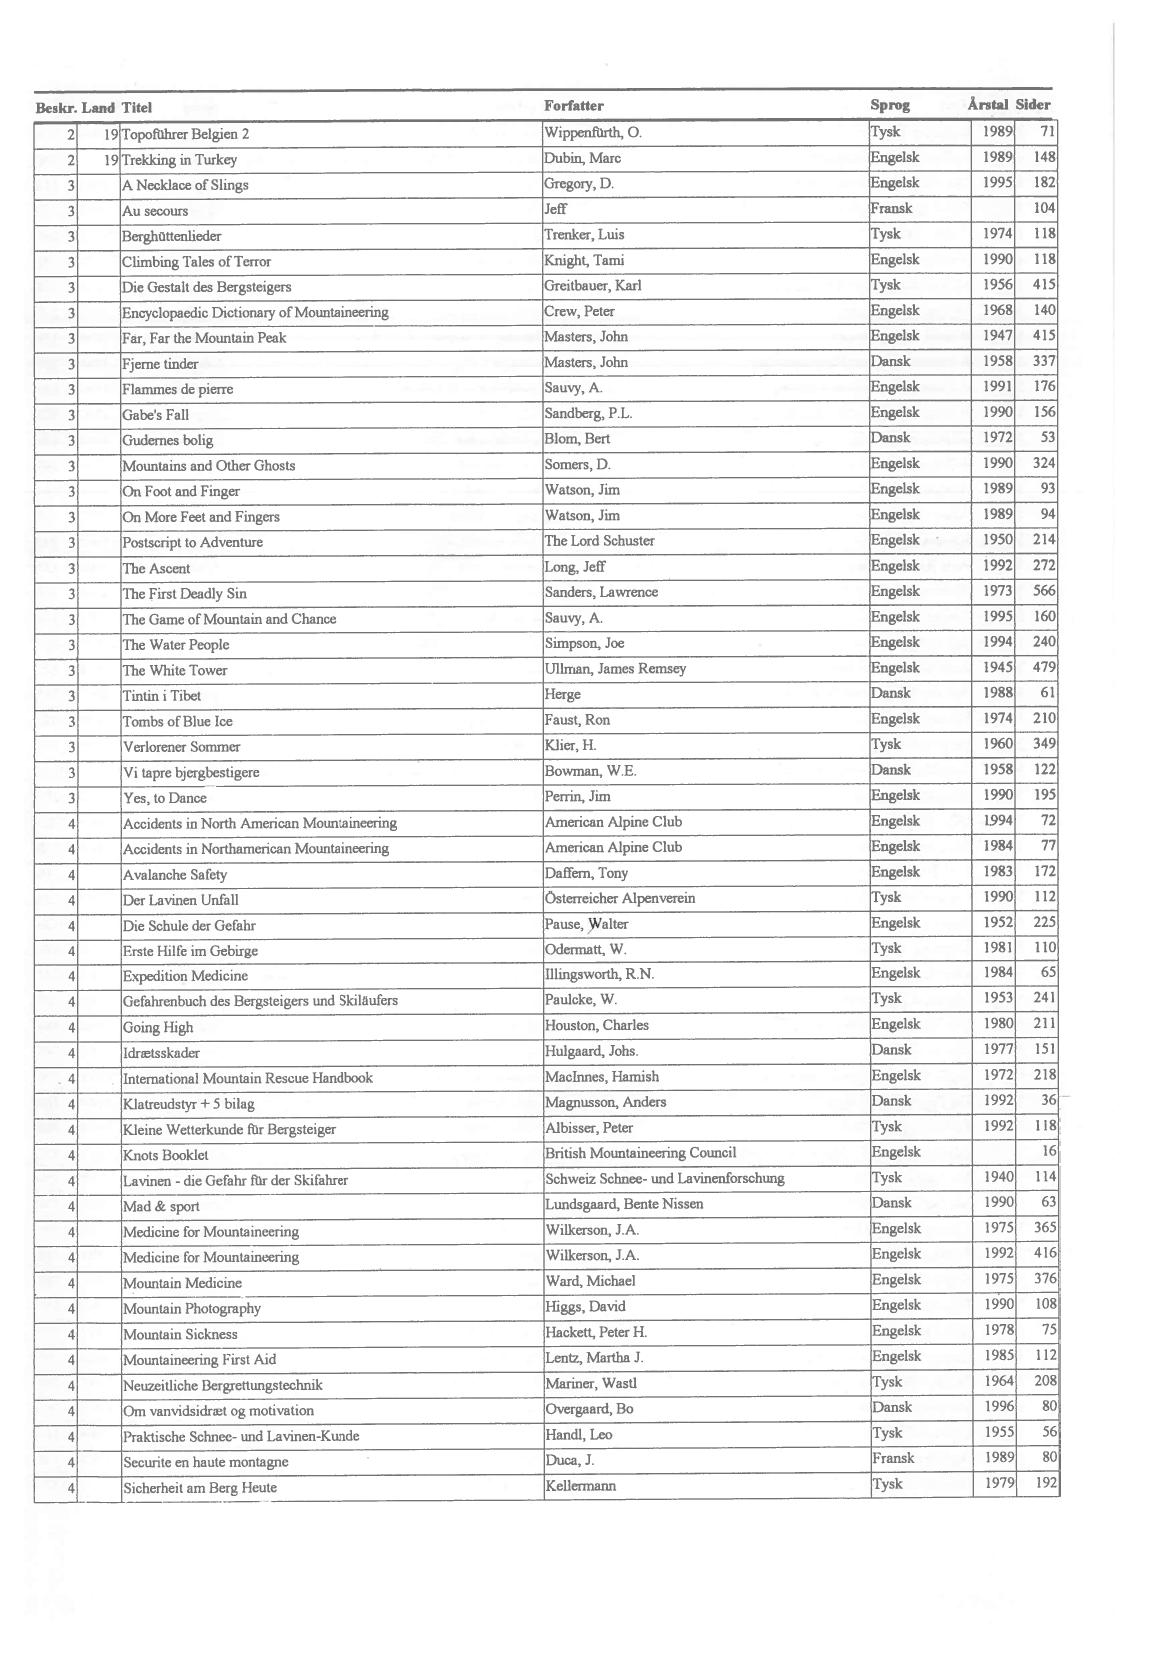 Beskr. Land Titel Forfatter Sprog Årstal Sider
2 19 Topoführer Belgien 2 Wippenfürth, O. Tysk 1989 71
2 19 Trekking in Turkey Dubin, Marc Engelsk 1989 148
3 A Necklace of Slings Gregory, D. Engelsk 1995 182
3 Au secours Jeff Fransk 104
3 Berghüttenlieder Trenker, Luis Tysk 1974 118
3 Climbing Tales of Terror Knight, Tami Engelsk 1990 118
3 Die Gestalt des Bergsteigers Greitbauer, Karl Tysk 1956 415
3 Encyclopaedic Dictionary of Mountaineering Crew, Peter Engelsk 1968 140
3 Far, Far the Mountain Peak Masters, John Engelsk 1947 415
3 Fjerne tinder Masters, John Dansk 1958 337
3 Flammes de pierre Sauvy, A. Engelsk 1991 176
3 Gabe's Fall Sandberg, P.L. Engelsk 1990 156
3 Gudernes bolig Blom, Bert Dansk 1972 53
3 Mountains and Other Ghosts Somers, D. Engelsk 1990 324
3 On Foot and Finger Watson, Jim Engelsk 1989 93
3 On More Feet and Fingers Watson, Jim Engelsk 1989 94
3 Postscript to Adventure The Lord Schuster Engelsk 1950 214
3 The Ascent Long, Jeff Engelsk 1992 272
3 The First Deadly Sin Sanders, Lawrence Engelsk 1973 566
3 The Game of Mountain and Chance Sauvy, A. Engelsk 1995 160
3 The Water People Simpson, Joe Engelsk 1994 240
3 The White Tower Ullman, James Remsey Engelsk 1945 479
3 Tintin i Tibet Herge Dansk 1988 61
3 Tombs of Blue Ice Faust, Ron Engelsk 1974 210
3 Verlorener Sommer Klier, H. Tysk 1960 349
3 Vi tapre bjergbestigere Bowman, W.E. Dansk 1958 122
3 Yes, to Dance Perrin, Jim Engelsk 1990 195
4 Accidents in North American Mountaineering American Alpine Club Engelsk 1994 72
4 Accidents in Northamerican Mountaineering American Alpine Club Engelsk 1984 77
4 Avalanche Safety Daffern, Tony Engelsk 1983 172
4 Der Lavinen Unfall Österreicher Alpenverein Tysk 1990 112
4 Die Schule der Gefahr Pause, Walter Engelsk 1952 225
4 Erste Hilfe im Gebirge Odermatt, W. Tysk 1981 110
4 Expedition Medicine Illingsworth, R.N. Engelsk 1984 65
4 Gefahrenbuch des Bergsteigers und Skiläufers Paulcke, W. Tysk 1953 241
4 Going High Houston, Charles Engelsk 1980 211
4 Idrætsskader Hulgaard, Johs. Dansk 1977 151
4 International Mountain Rescue Handbook MacInnes, Hamish Engelsk 1972 218
4 Klatreudstyr + 5 bilag Magnusson, Anders Dansk 1992 36
4 Kleine Wetterkunde für Bergsteiger Albisser, Peter Tysk 1992 118
4 Knots Booklet British Mountaineering Council Engelsk 16
4 Lavinen - die Gefahr für der Skifahrer Schweiz Schnee- und Lavinenforschung Tysk 1940 114
4 Mad & sport Lundsgaard, Bente Nissen Dansk 1990 63
4 Medicine for Mountaineering Wilkerson, J.A. Engelsk 1975 365
4 Medicine for Mountaineering Wilkerson, J.A. Engelsk 1992 416
4 Mountain Medicine Ward, Michael Engelsk 1975 376
4 Mountain Photography Higgs, David Engelsk 1990 108
4 Mountain Sickness Hackett, Peter H. Engelsk 1978 75
4 Mountaineering First Aid Lentz, Martha J. Engelsk 1985 112
4 Neuzeitliche Bergrettungstechnik Mariner, Wastl Tysk 1964 208
4 Om vanvidsidræt og motivation Overgaard, Bo Dansk 1996 80
4 Praktische Schnee- und Lavinen-Kunde Handl, Leo Tysk 1955 56
4 Securite en haute montagne Duca, J. Fransk 1989 80
4 Sicherheit am Berg Heute Kellermann Tysk 1979 192